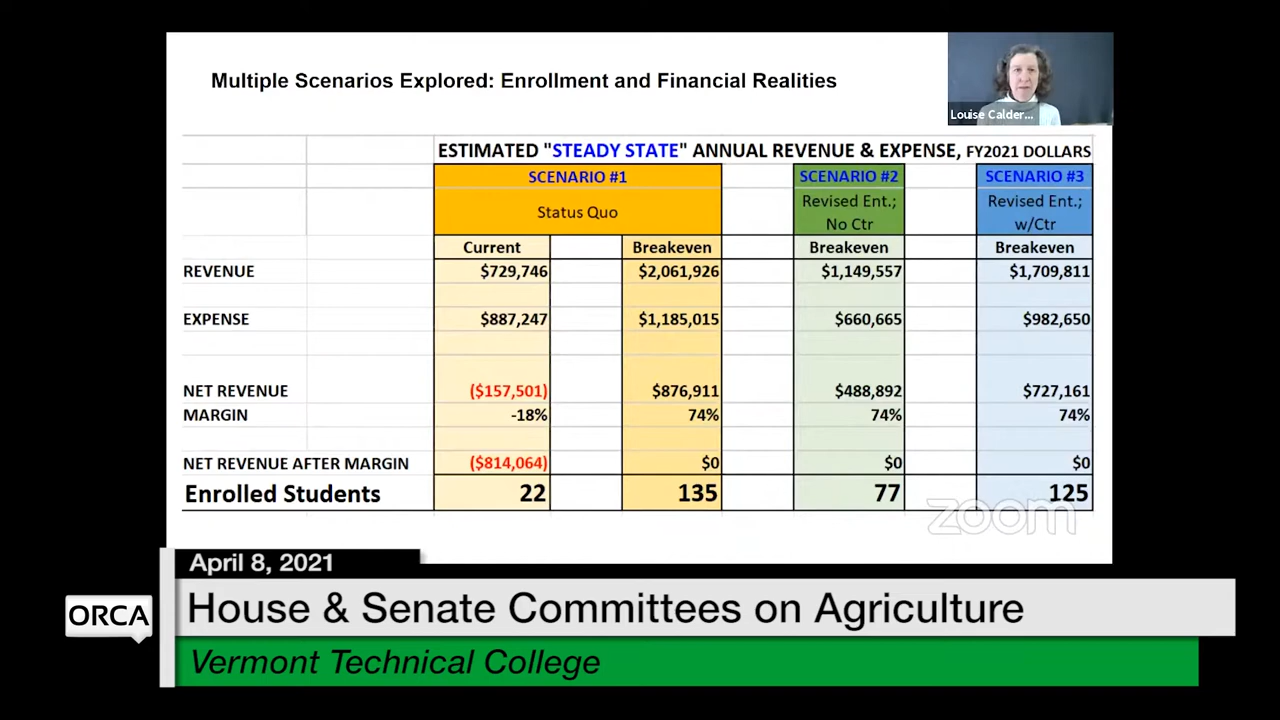 Multiple Scenarios Explored: Enrollment and Financial Realities
Louise Calder...
ESTIMATED "STEADY STATE" ANNUAL REVENUE & EXPENSE, FY2021 DOLLARS
SCENARIO #1 SCENARIO #2 SCENARIO #3
Status Quo
Revised Ent.; No Ctr
Revised Ent.; w/Ctr
Current Breakeven Breakeven Breakeven
REVENUE $729,746 $2,061,926 $1,149,557 $1,709,811
EXPENSE $887,247 $1,185,015 $660,665 $982,650
NET REVENUE ($157,501) $876,911 $488,892 $727,161
MARGIN -18% 74% 74% 74%
NET REVENUE AFTER MARGIN ($814,064) $0 $0 $0
Enrolled Students 22 135 77 125
zoom
April 8, 2021
ORCA
House & Senate Committees on Agriculture
Vermont Technical College